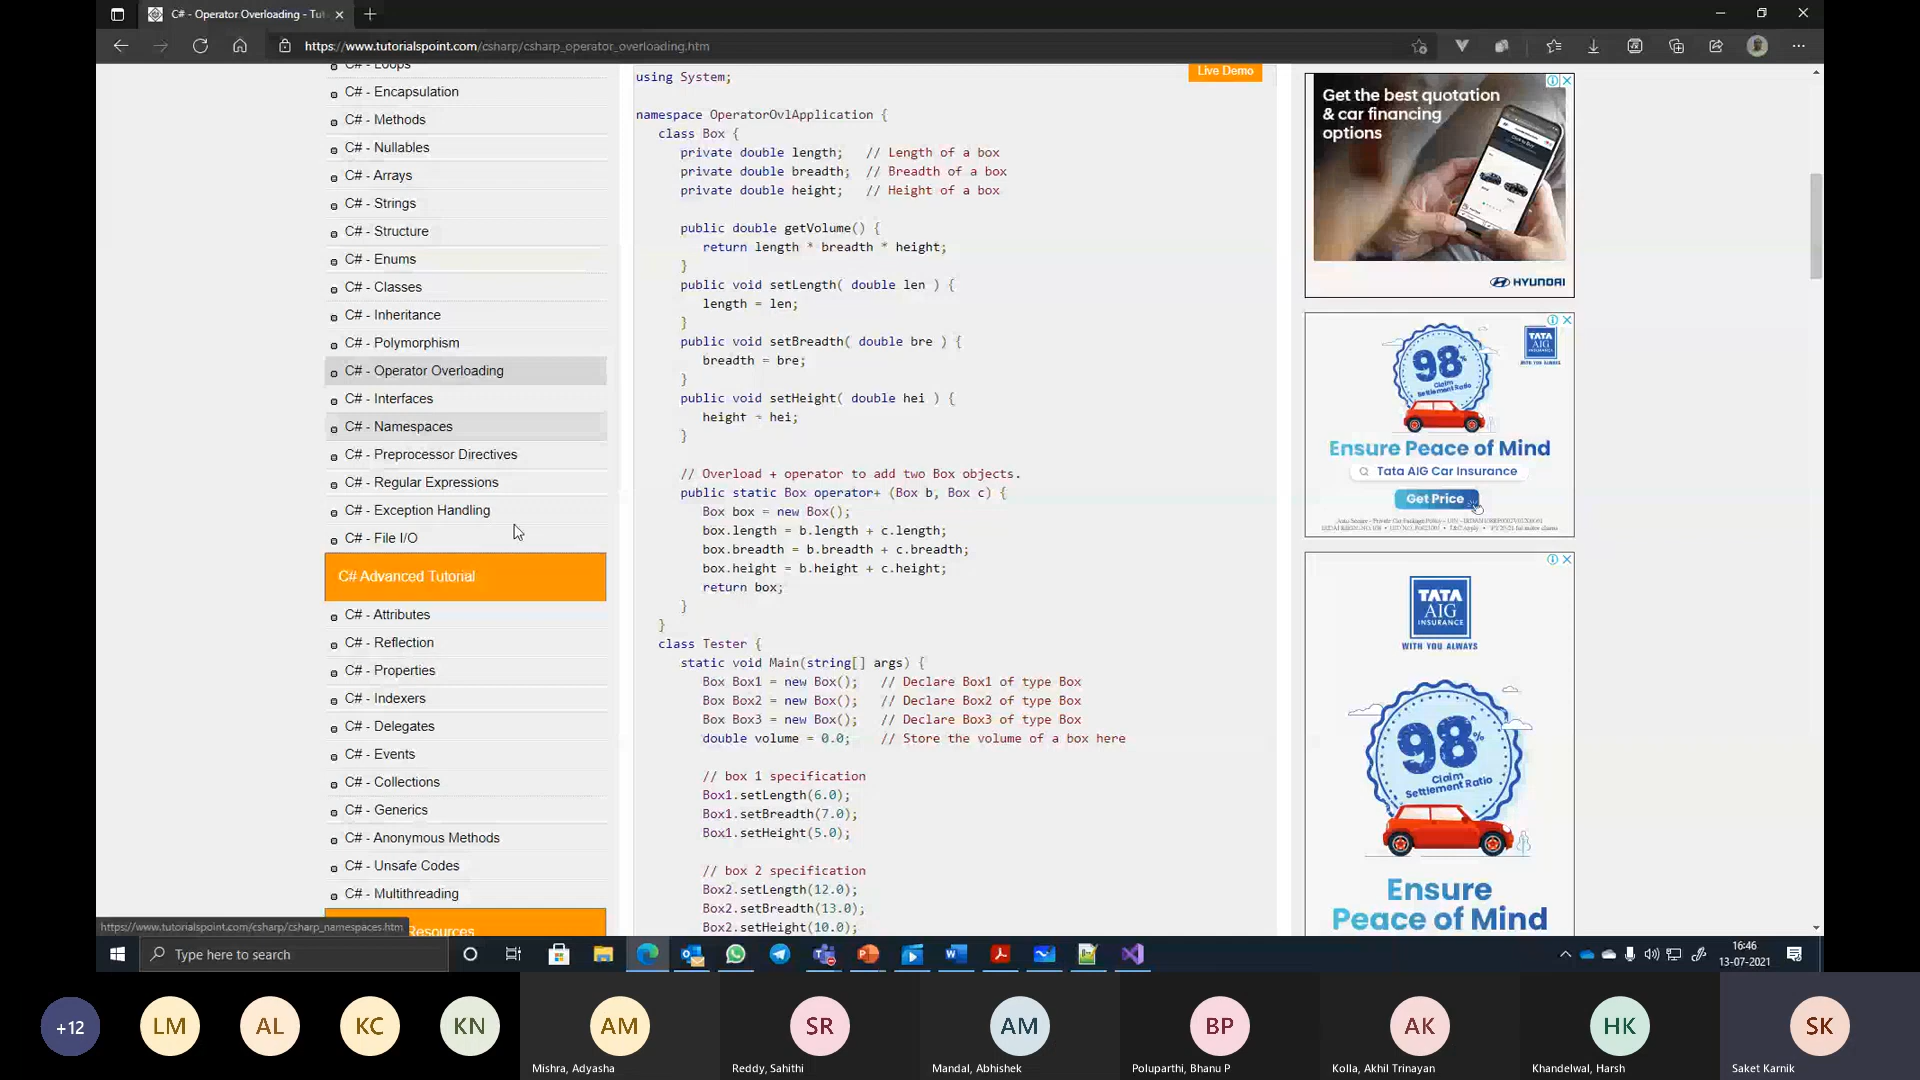 C# - Operator Overloading - Tut
https://www.tutorialspoint.com/csharp/csharp_operator_overloading.htm
C# - Loops
C# - Encapsulation
C# - Methods
C# - Nullables
C# - Arrays
C# - Strings
C# - Structure
C# - Enums
C# - Classes
C# - Inheritance
C# - Polymorphism
C# - Operator Overloading
C# - Interfaces
C# - Namespaces
C# - Preprocessor Directives
C# - Regular Expressions
C# - Exception Handling
C# - File I/O
C# Advanced Tutorial
C# - Attributes
C# - Reflection
C# - Properties
C# - Indexers
C# - Delegates
C# - Events
C# - Collections
C# - Generics
C# - Anonymous Methods
C# - Unsafe Codes
C# - Multithreading
Resources
https://www.tutorialspoint.com/csharp/csharp_namespaces.htm
Live Demo
using System;
namespace OperatorOvlApplication {
class Box {
private double length; // Length of a box
private double breadth; // Breadth of a box
private double height; // Height of a box
public double getVolume() {
return length * breadth * height;
}
public void setLength( double len ) {
length = len;
}
public void setBreadth( double bre ) {
breadth = bre;
}
public void setHeight( double hei ) {
height = hei;
}
// Overload + operator to add two Box objects.
public static Box operator+ (Box b, Box c) {
Box box = new Box();
box.length = b.length + c.length;
box.breadth = b.breadth + c.breadth;
box.height = b.height + c.height;
return box;
}
}
class Tester {
static void Main(string[] args) {
Box Box1 = new Box(); // Declare Box1 of type Box
Box Box2 = new Box(); // Declare Box2 of type Box
Box Box3 = new Box(); // Declare Box3 of type Box
double volume = 0.0; // Store the volume of a box here
// box 1 specification
Box1.setLength(6.0);
Box1.setBreadth(7.0);
Box1.setHeight(5.0);
// box 2 specification
Box2.setLength(12.0);
Box2.setBreadth(13.0);
Box2.setHeight(10.0);
Get the best quotation
& car financing
options
HYUNDAI
TATA
AIG
INSURANCE
WITH YOU ALWAYS
98%
Claim
Settlement Ratio
Ensure Peace of Mind
Tata AIG Car Insurance
Get Price
TATA
AIG
INSURANCE
WITH YOU ALWAYS
98%
Claim
Settlement Ratio
Ensure
Peace of Mind
Type here to search
16:46
13-07-2021
+12
LM
AL
KC
KN
AM
SR
AM
BP
AK
HK
SK
Mishra, Adyasha
Reddy, Sahithi
Mandal, Abhishek
Poluparthi, Bhanu P
Kolla, Akhil Trinayan
Khandelwal, Harsh
Saket Karnik